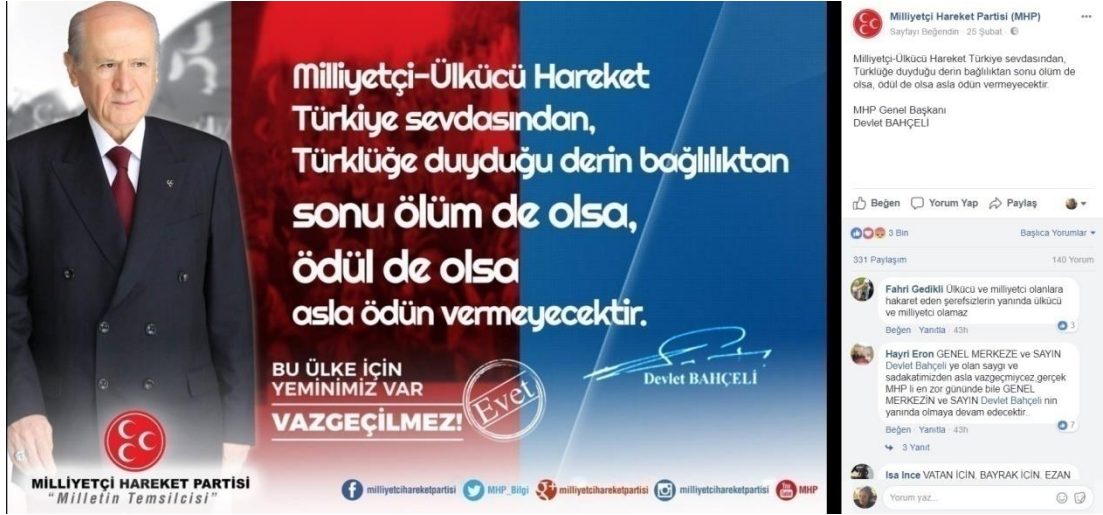 Milliyetçi-Ülkücü Hareket
Türkiye sevdasından,
Türklüğe duyduğu derin bağlılıktan
sonu ölüm de olsa,
ödül de olsa
asla ödün vermeyecektir.
BU ÜLKE İÇİN
YEMİNİMİZ VAR
VAZGEÇİLMEZ!
Evet
Devlet BAHÇELİ
MİLLİYETÇİ HAREKET PARTİSİ
"Milletin Temsilcisi"
milliyetcihareketpartisi MHP_Bilgi milliyetcihareketpartisi milliyetcihareketpartisi You Tube MHP
Milliyetçi Hareket Partisi (MHP)
Sayfayı Beğendin · 25 Şubat ·
Milliyetçi-Ülkücü Hareket Türkiye sevdasından,
Türklüğe duyduğu derin bağlılıktan sonu ölüm de
olsa, ödül de olsa asla ödün vermeyecektir.
MHP Genel Başkanı
Devlet BAHÇELİ
Beğen Yorum Yap Paylaş
3 Bin Başlıca Yorumlar
331 Paylaşım 140 Yorum
Fahri Gedikli Ülkücü ve milliyetci olanlara
hakaret eden şerefsizlerin yanında ülkücü
ve milliyetci olamaz
Beğen · Yanıtla · 43h 3
Hayri Eron GENEL MERKEZE ve SAYIN
Devlet Bahçeli ye olan saygı ve
sadakatimizden asla vazgeçmiycez,gerçek
MHP li en zor gününde bile GENEL
MERKEZİN ve SAYIN Devlet Bahçeli nin
yanında olmaya devam edecektir..
Beğen · Yanıtla · 43h 7
3 Yanıt
Isa Ince VATAN İÇİN, BAYRAK İÇİN, EZAN
Yorum yaz...